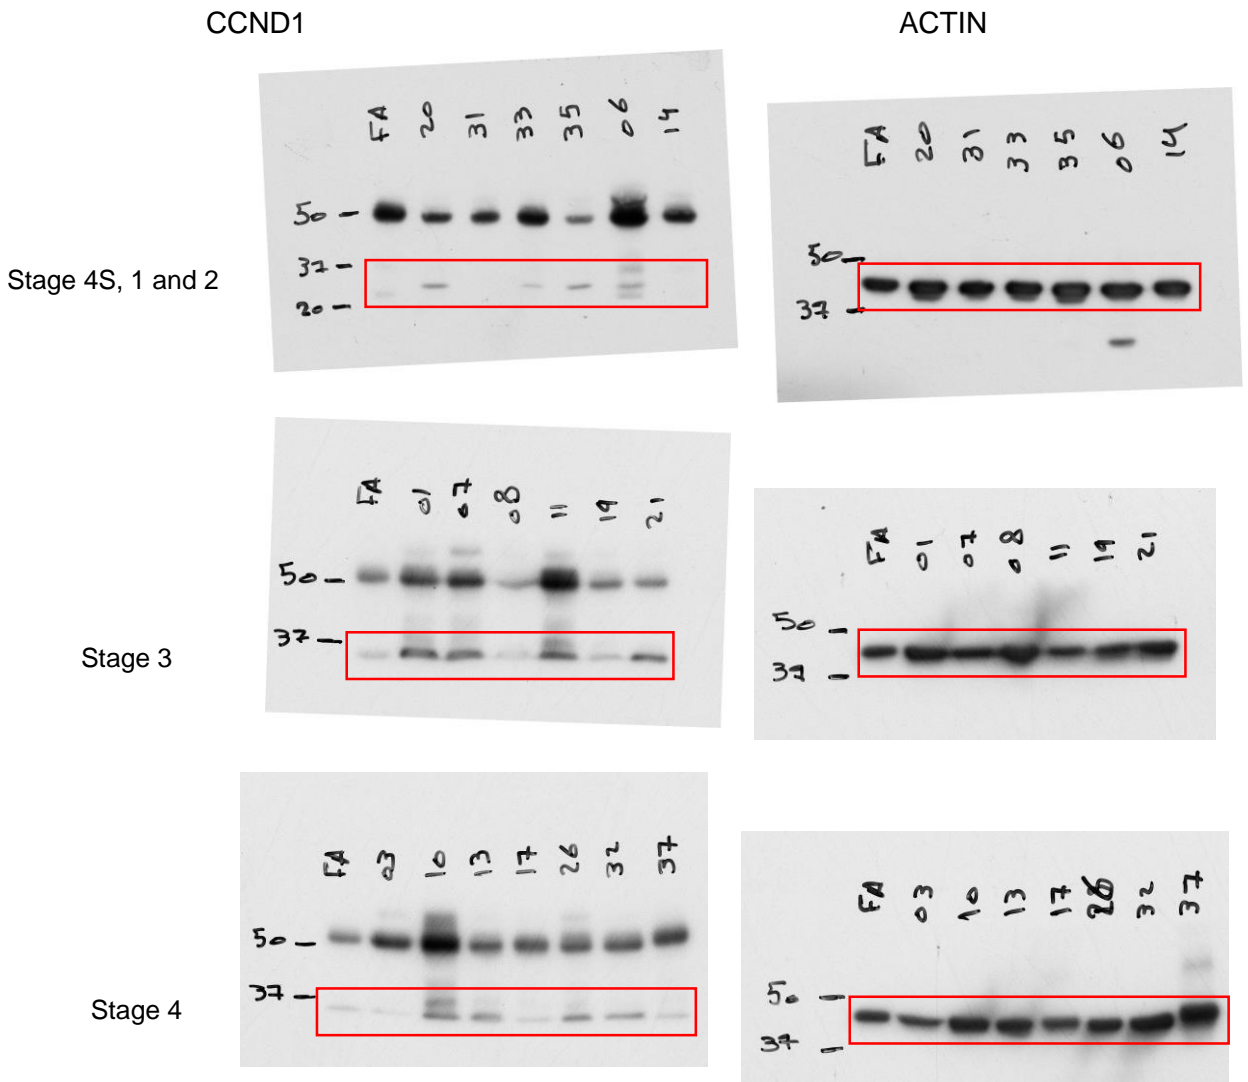 CCND1
ACTIN
Stage 4S, 1 and 2
FA 20 31 33 35 06 14
50 -
37 -
20 -
FA 20 31 33 35 06 14
50 -
37 -
Stage 3
FA 01 07 08 11 19 21
50 -
37 -
FA 01 07 08 11 19 21
50 -
37 -
Stage 4
FA 03 10 13 17 26 32 37
50 -
37 -
FA 03 10 13 17 26 32 37
50 -
37 -